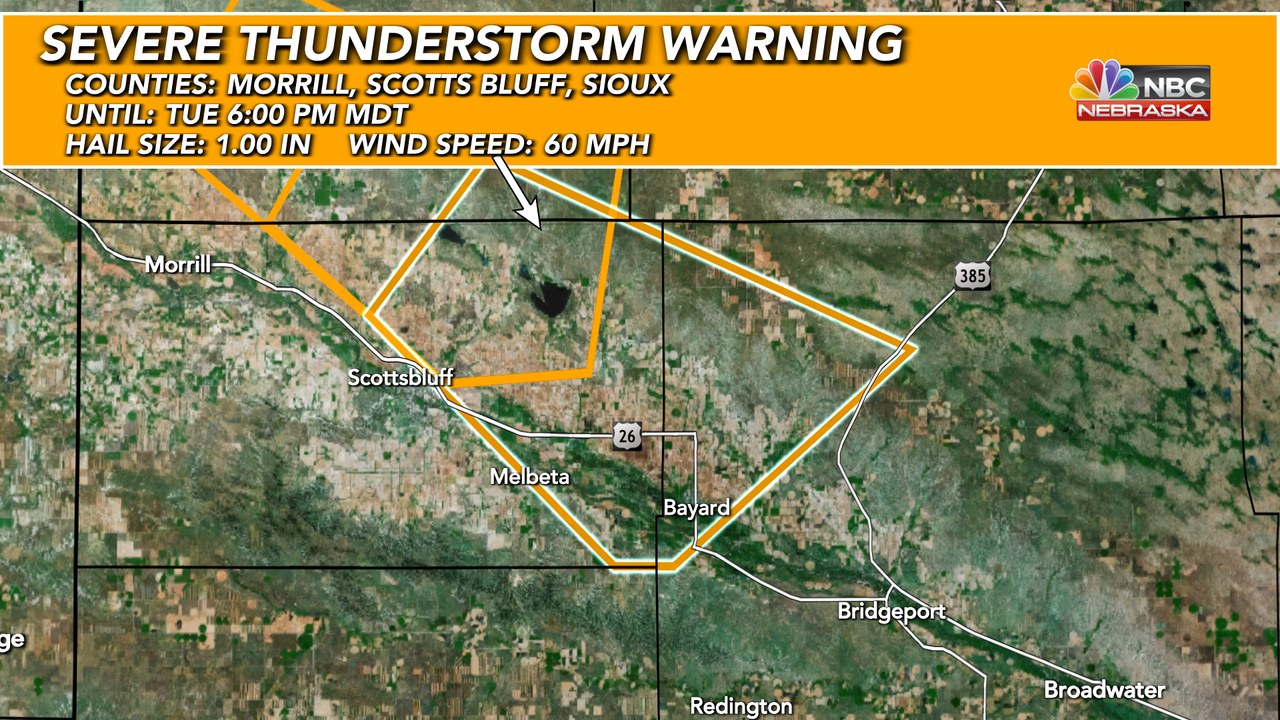 SEVERE THUNDERSTORM WARNING
COUNTIES: MORRILL, SCOTTS BLUFF, SIOUX
UNTIL: TUE 6:00 PM MDT
HAIL SIZE: 1.00 IN WIND SPEED: 60 MPH
NBC
NEBRASKA
Morrill
385
Scottsbluff
26
Melbeta
Bayard
Bridgeport
ge
Broadwater
Redington